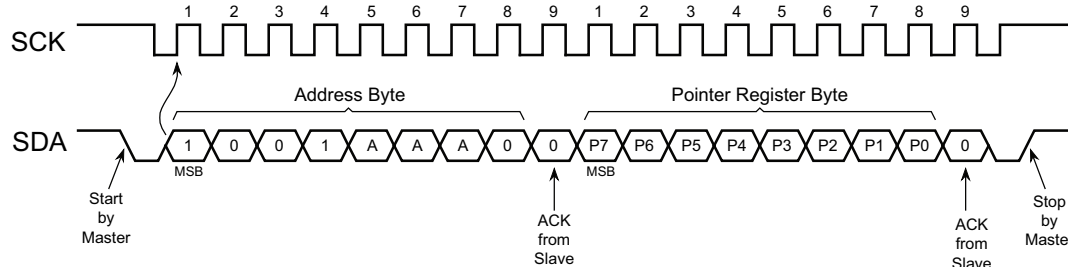 1 2 3 4 5 6 7 8 9 1 2 3 4 5 6 7 8 9
SCK
Address Byte Pointer Register Byte
SDA 1 0 0 1 A A A 0 0 P7 P6 P5 P4 P3 P2 P1 P0 0
MSB MSB
Start
by
Master
ACK
from
Slave
ACK
from
Slave
Stop
by
Maste